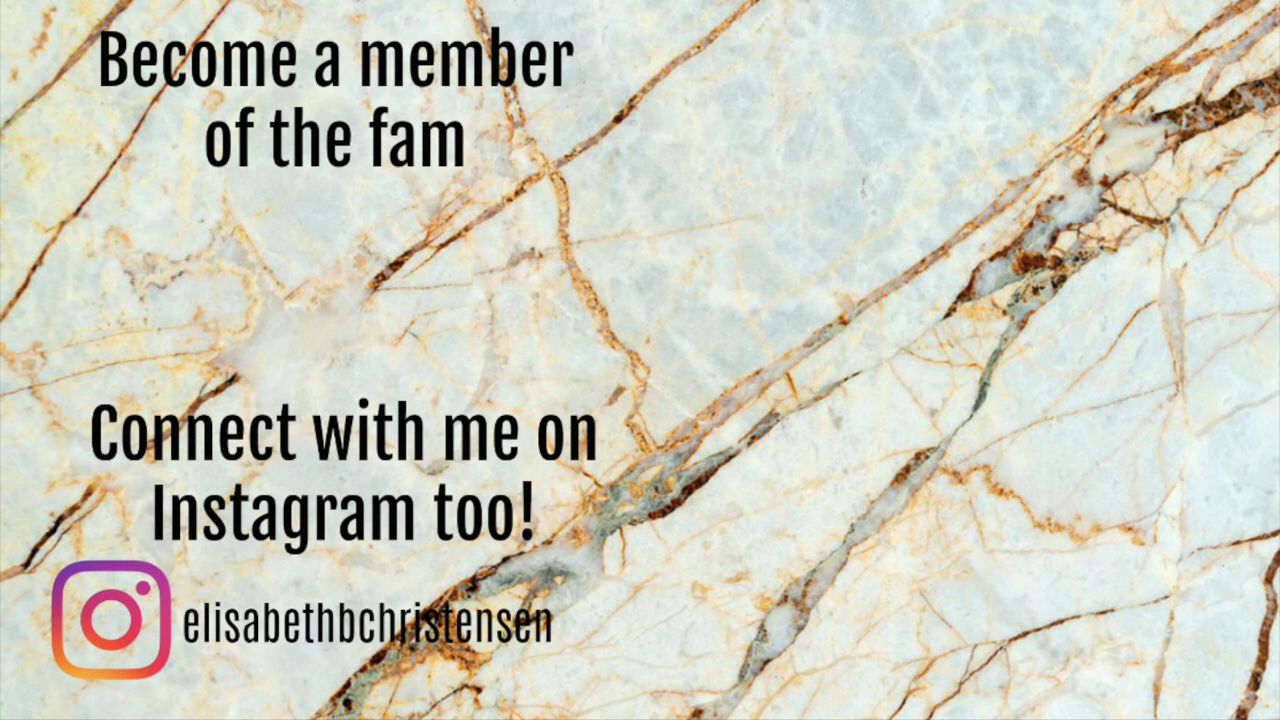 Become a member
of the fam
Connect with me on
Instagram too!
elisabethbchristensen